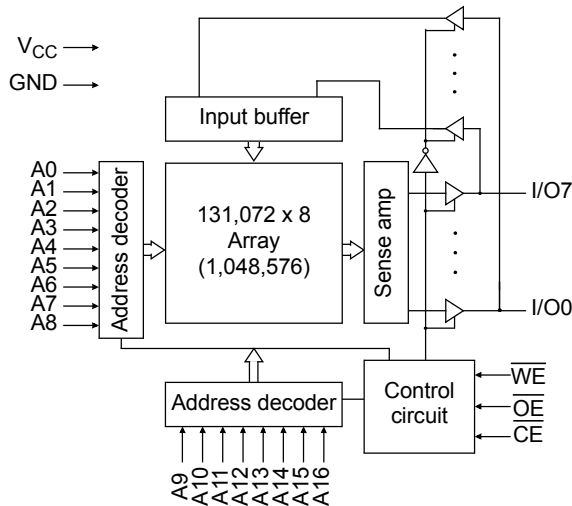 VCC
GND
Input buffer
A0
A1
A2
A3
A4
A5
A6
A7
A8
Address decoder
131,072 x 8
Array
(1,048,576)
Sense amp
I/O7
I/O0
Address decoder
A9
A10
A11
A12
A13
A14
A15
A16
Control
circuit
WE
OE
CE